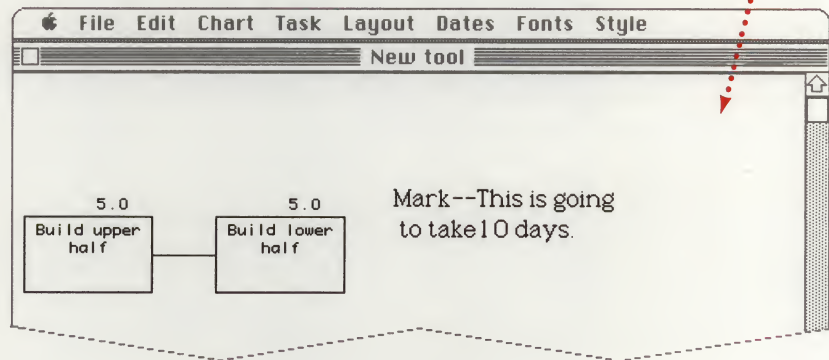 File Edit Chart Task Layout Dates Fonts Style
New tool
5.0 5.0
Build upper half
Build lower half
Mark--This is going
to take10 days.